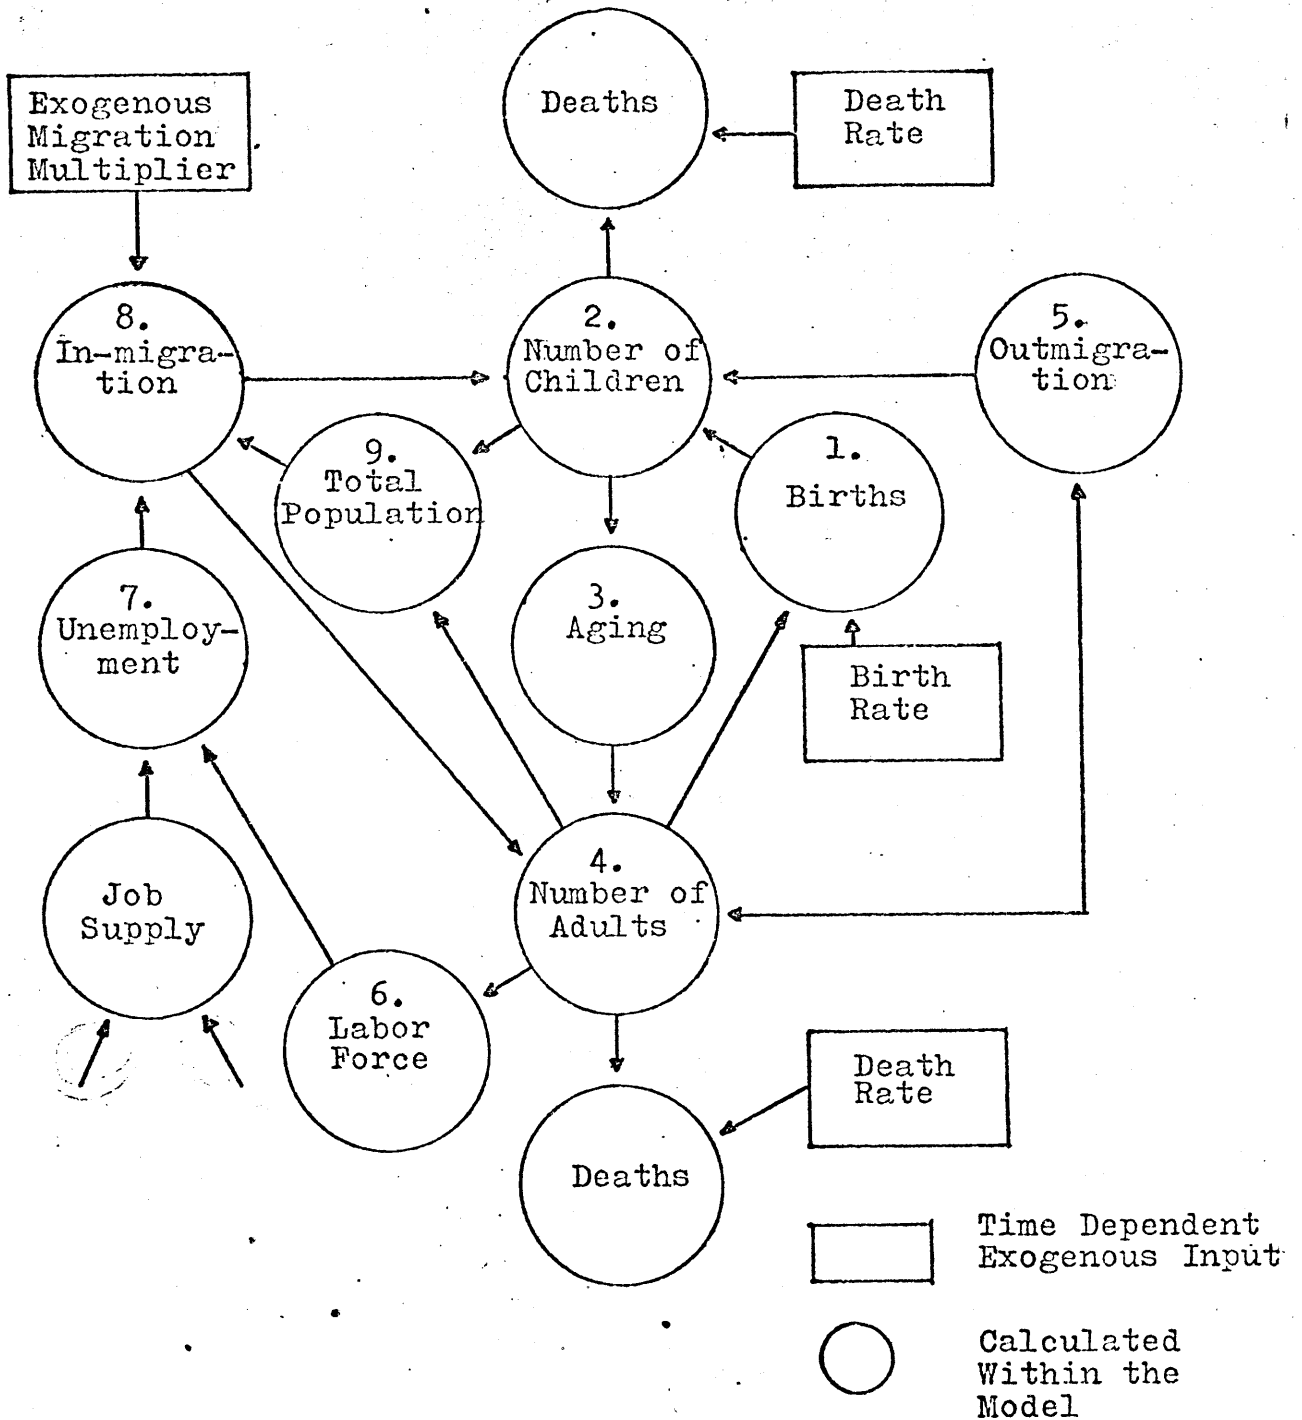 Deaths
Death
Rate
Exogenous
Migration
Multiplier
8.
In-migra-
tion
2.
Number of
Children
5.
Outmigra-
tion
9.
Total
Population
1.
Births
7.
Unemploy-
ment
3.
Aging
Birth
Rate
Job
Supply
4.
Number of
Adults
6.
Labor
Force
Death
Rate
Deaths
Time Dependent
Exogenous Input
Calculated
Within the
Model